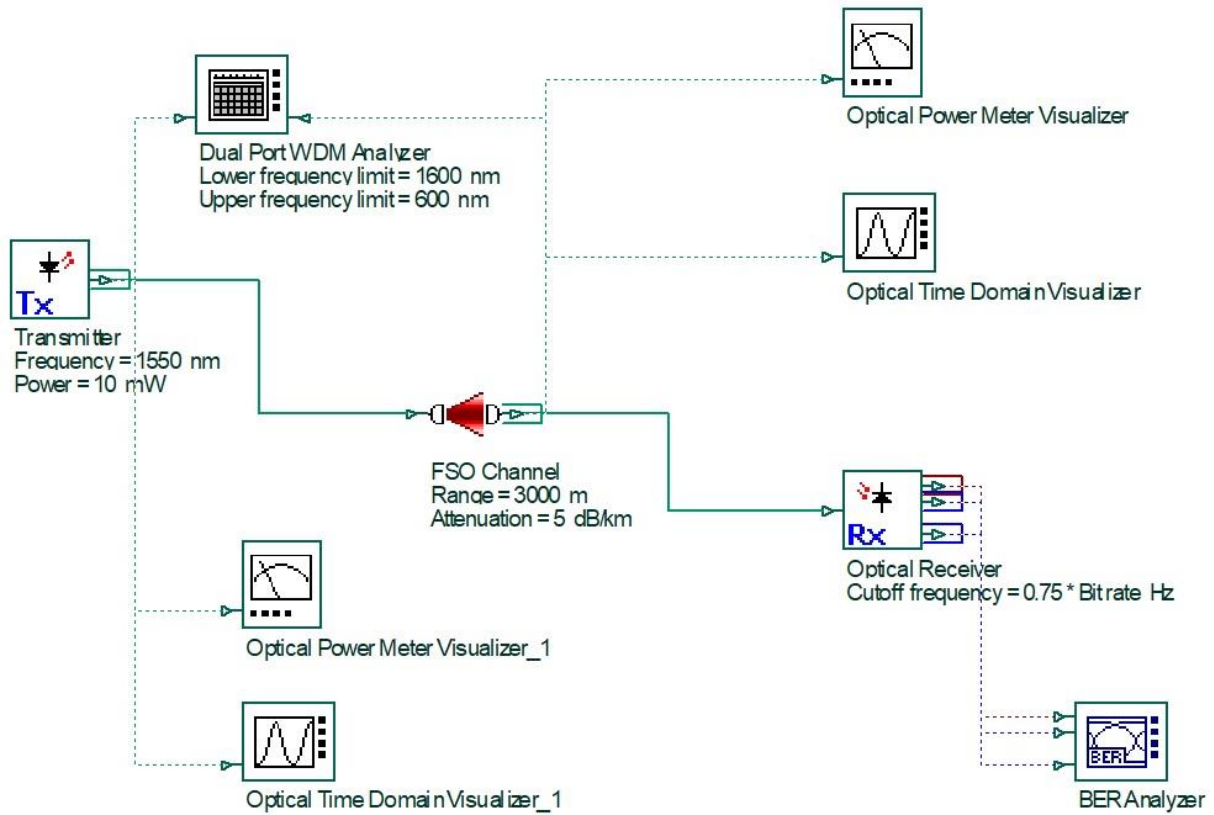 Optical Power Meter Visualizer
Dual Port WDM Analyzer
Lower frequency limit = 1600 nm
Upper frequency limit = 600 nm
Optical Time Domain Visualizer
Tx
Transmitter
Frequency = 1550 nm
Power = 10 mW
FSO Channel
Range = 3000 m
Attenuation = 5 dB/km
Rx
Optical Receiver
Cutoff frequency = 0.75 * Bit rate Hz
Optical Power Meter Visualizer_1
BER
Optical Time Domain Visualizer_1
BER Analyzer